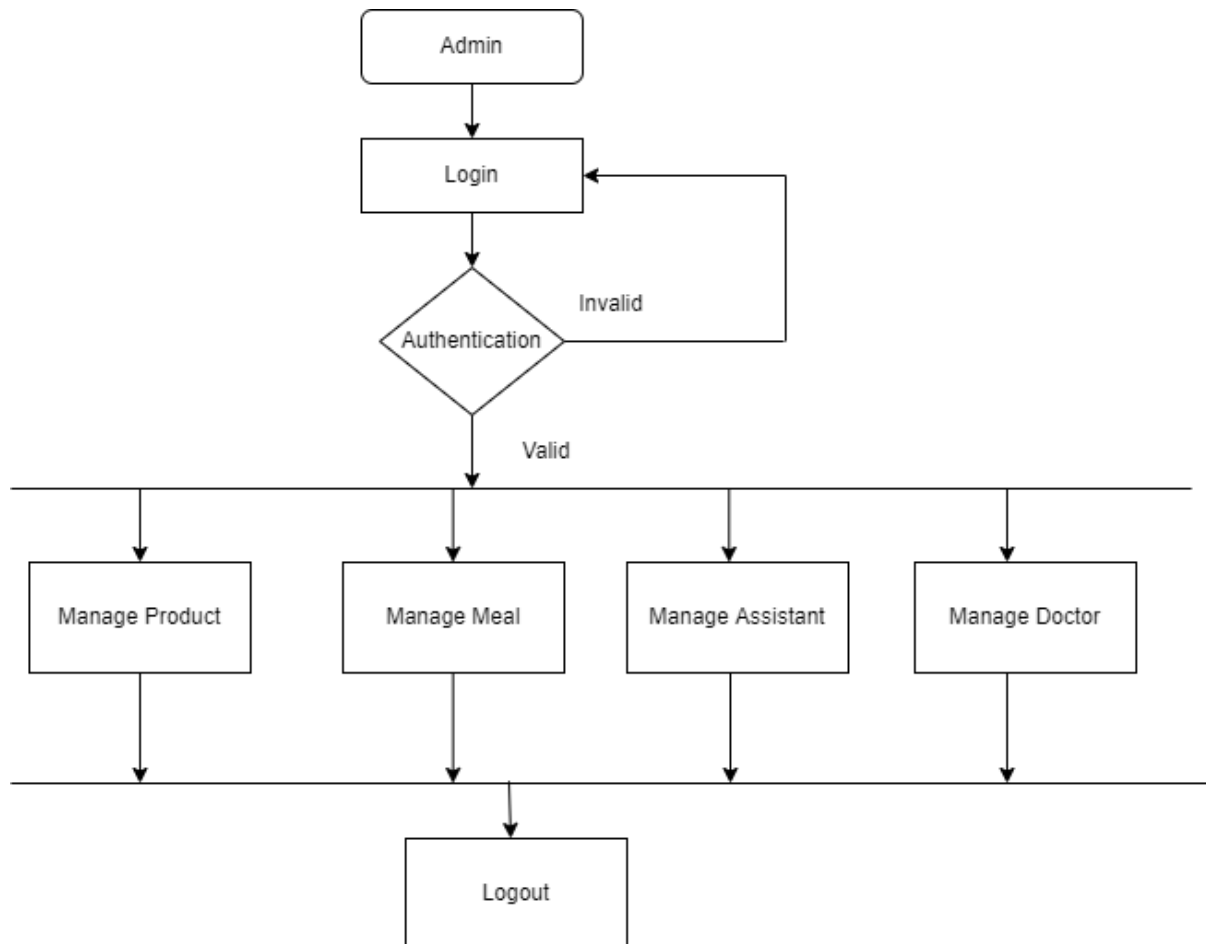 Admin
Login
Invalid
Authentication
Valid
Manage Product
Manage Meal
Manage Assistant
Manage Doctor
Logout